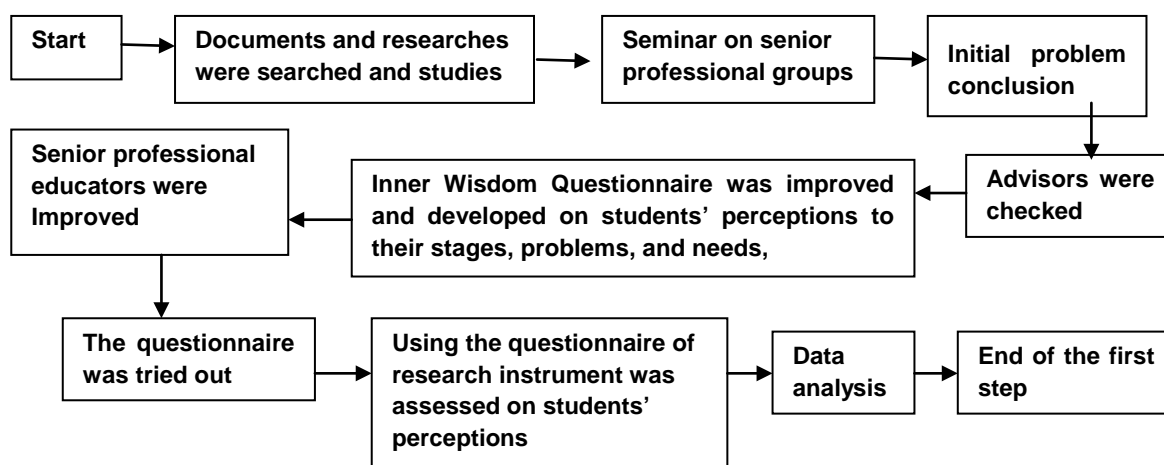 Start
Documents and researches
were searched and studies
Seminar on senior
professional groups
Initial problem
conclusion
Advisors were
checked
Inner Wisdom Questionnaire was improved
and developed on students’ perceptions to
their stages, problems, and needs,
Senior professional
educators were
Improved
The questionnaire
was tried out
Using the questionnaire of
research instrument was
assessed on students’
perceptions
Data
analysis
End of the first
step